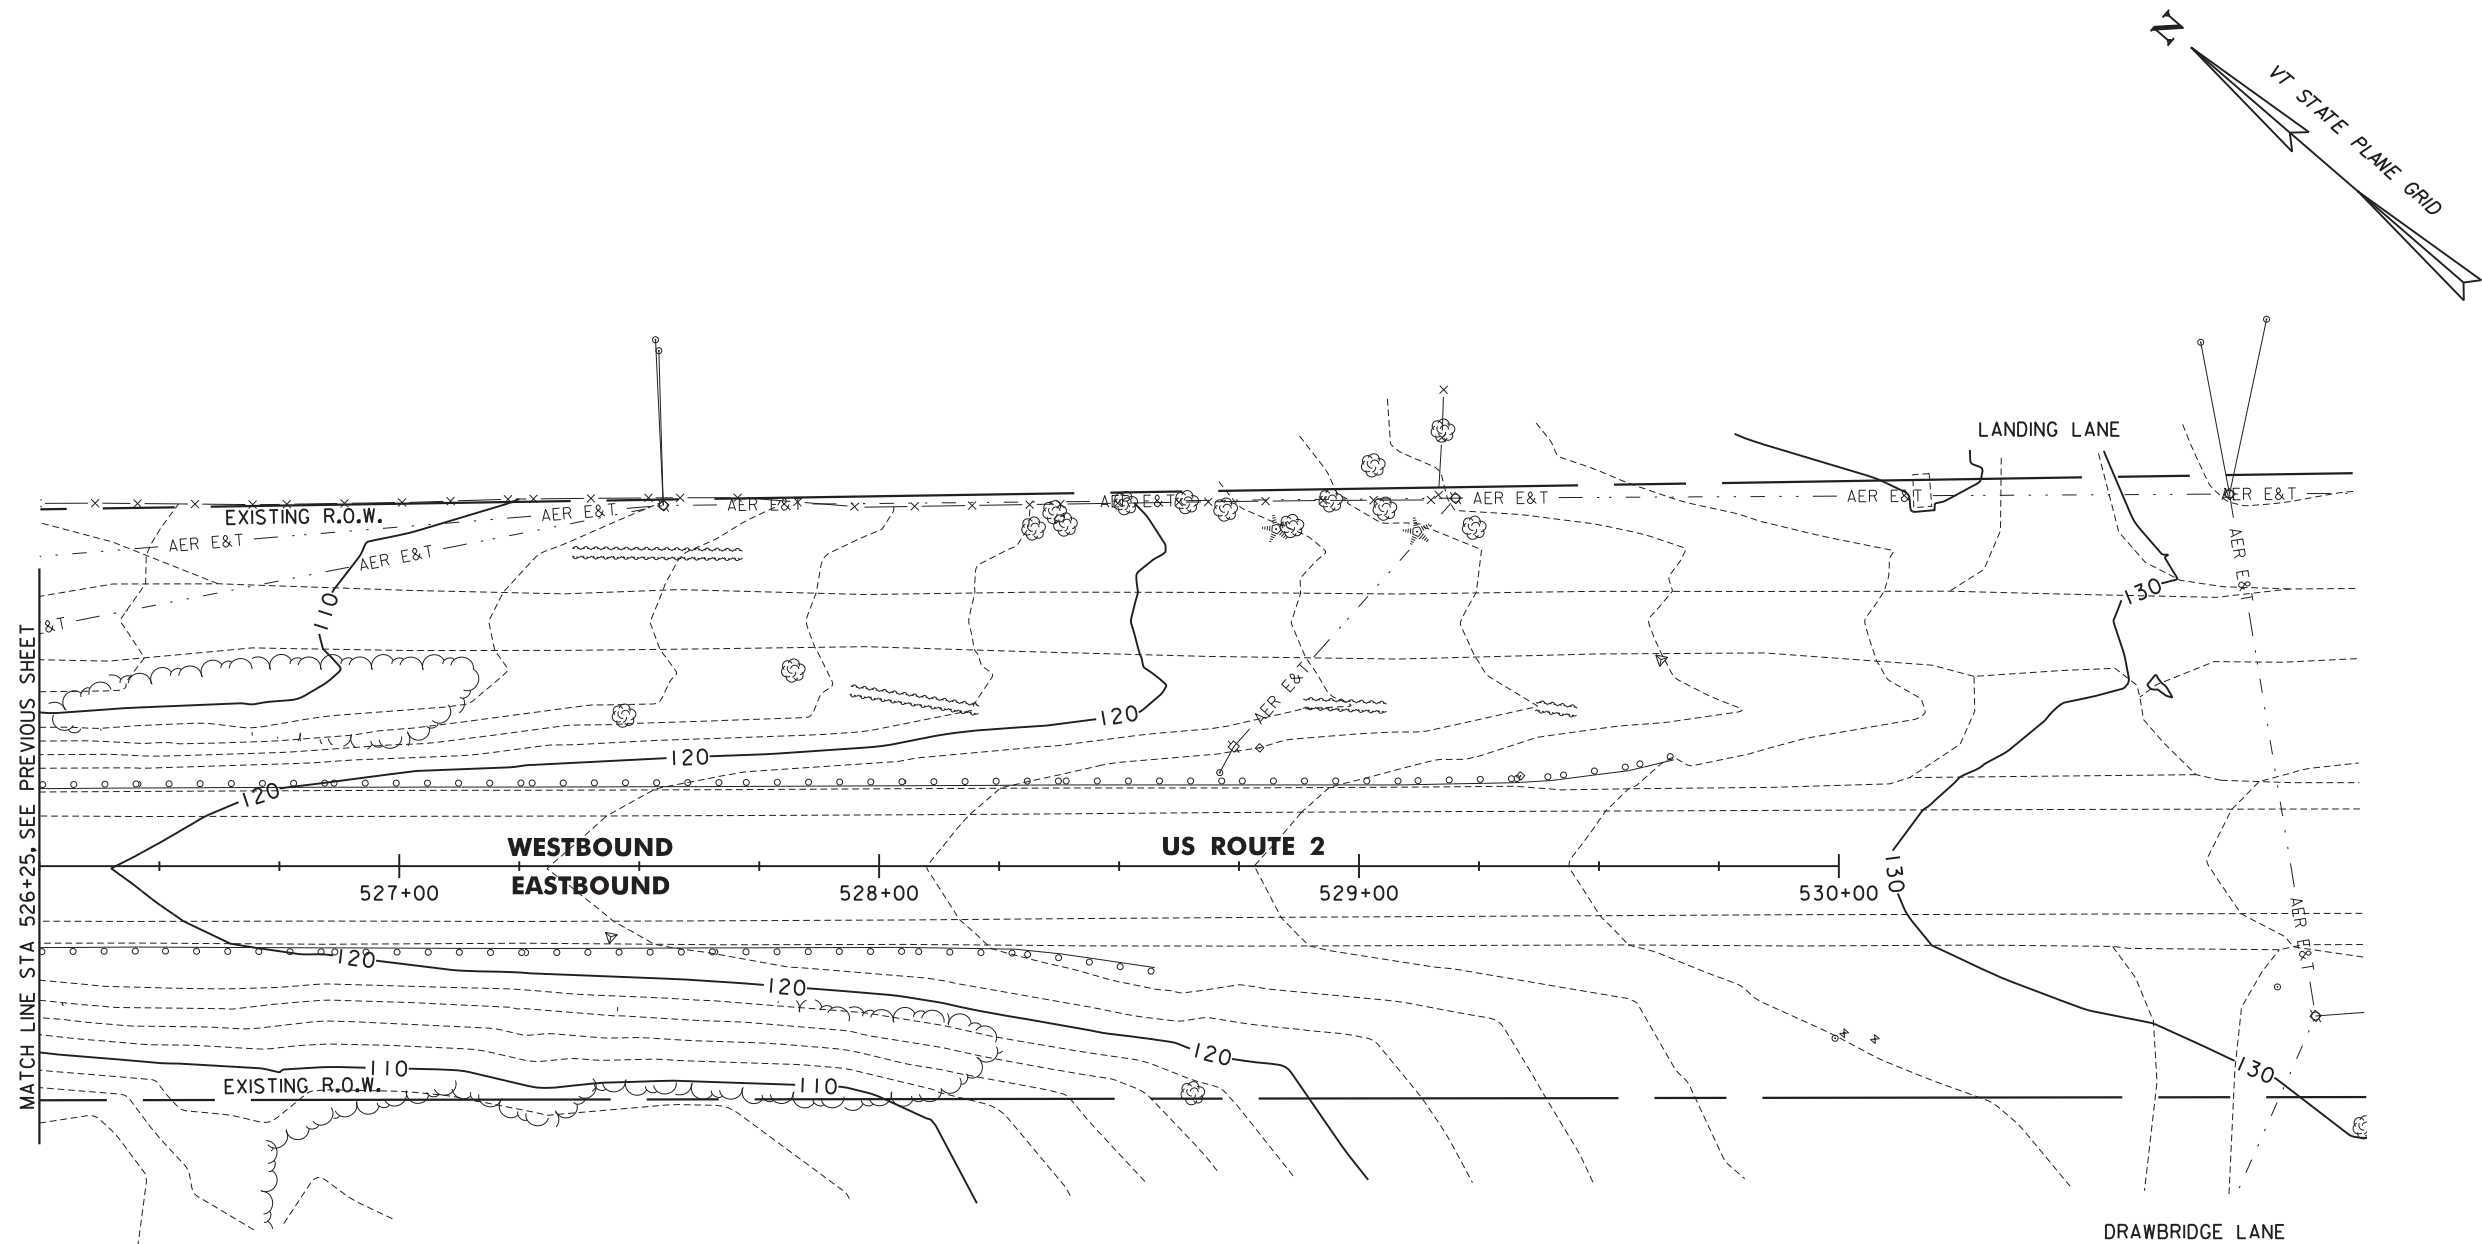 N
VT STATE PLANE GRID
LANDING LANE
EXISTING R.O.W.
AER E&T
AER E&T
AER E&T
AER E&T
AER E&T
AER E&T
AER E&T
AER E&T
AER E&T
&T
110
130
AER E&T
120
120
120
MATCH LINE STA 526+25, SEE PREVIOUS SHEET
WESTBOUND
US ROUTE 2
EASTBOUND
527+00
528+00
529+00
530+00
130
AER E&T
120
120
120
110
110
130
EXISTING R.O.W.
DRAWBRIDGE LANE